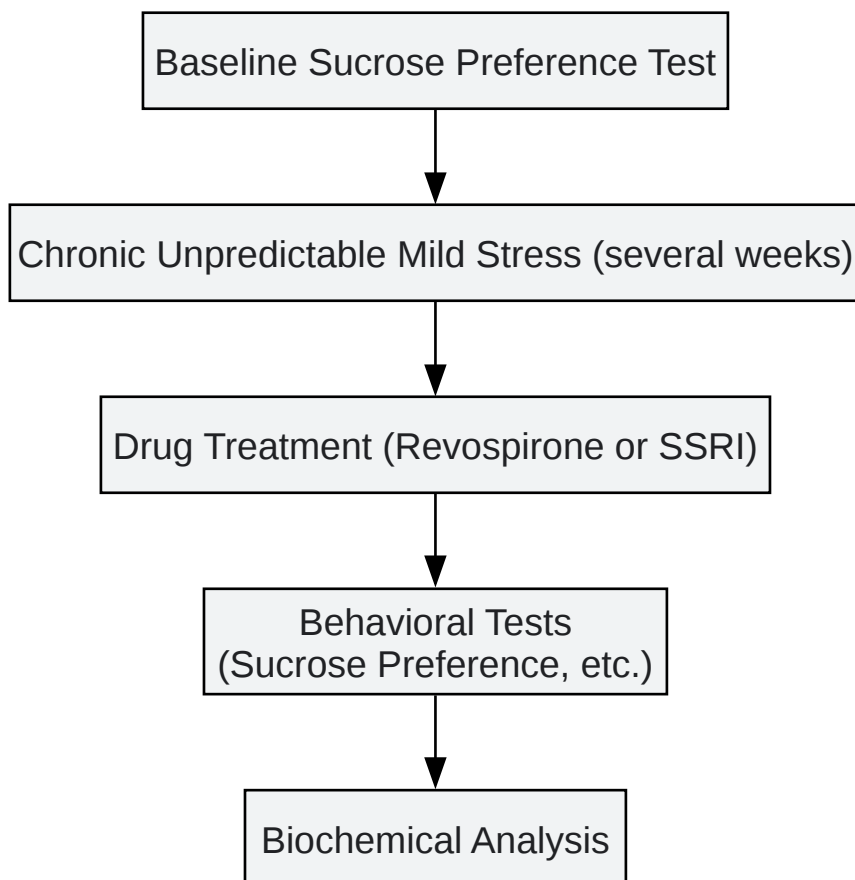 Baseline Sucrose Preference Test
Chronic Unpredictable Mild Stress (several weeks)
Drug Treatment (Revospirone or SSRI)
Behavioral Tests
(Sucrose Preference, etc.)
Biochemical Analysis